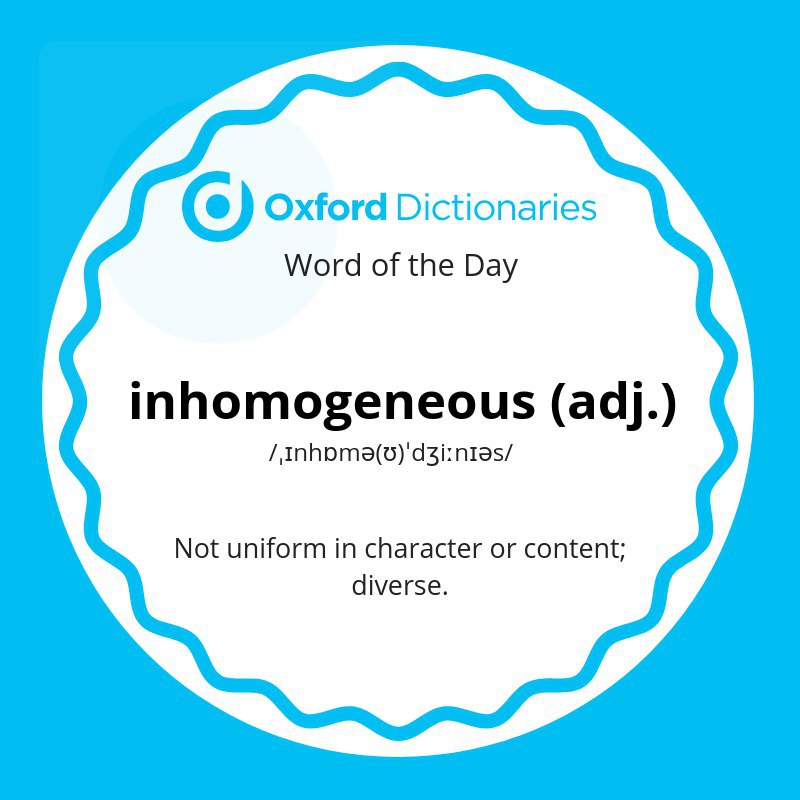 Oxford Dictionaries
Word of the Day
inhomogeneous (adj.)
/ˌɪnhɒmə(ʊ)ˈdʒiːnɪəs/
Not uniform in character or content;
diverse.